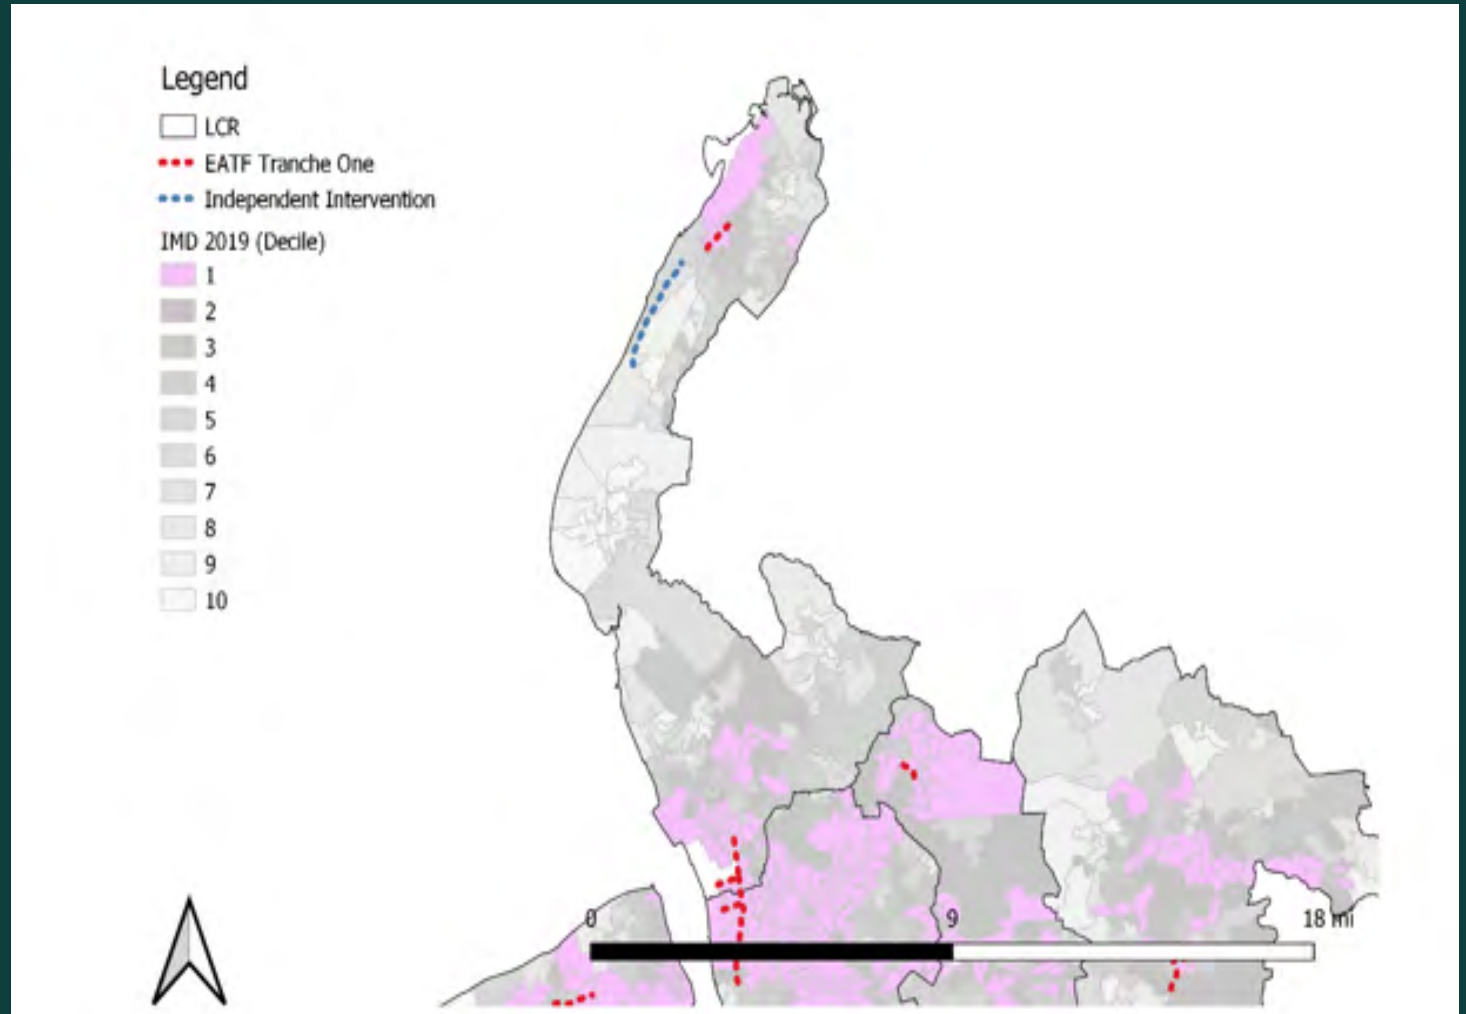 Legend
LCR
EATF Tranche One
Independent Intervention
IMD 2019 (Decile)
1
2
3
4
5
6
7
8
9
10
0 9 18 mi